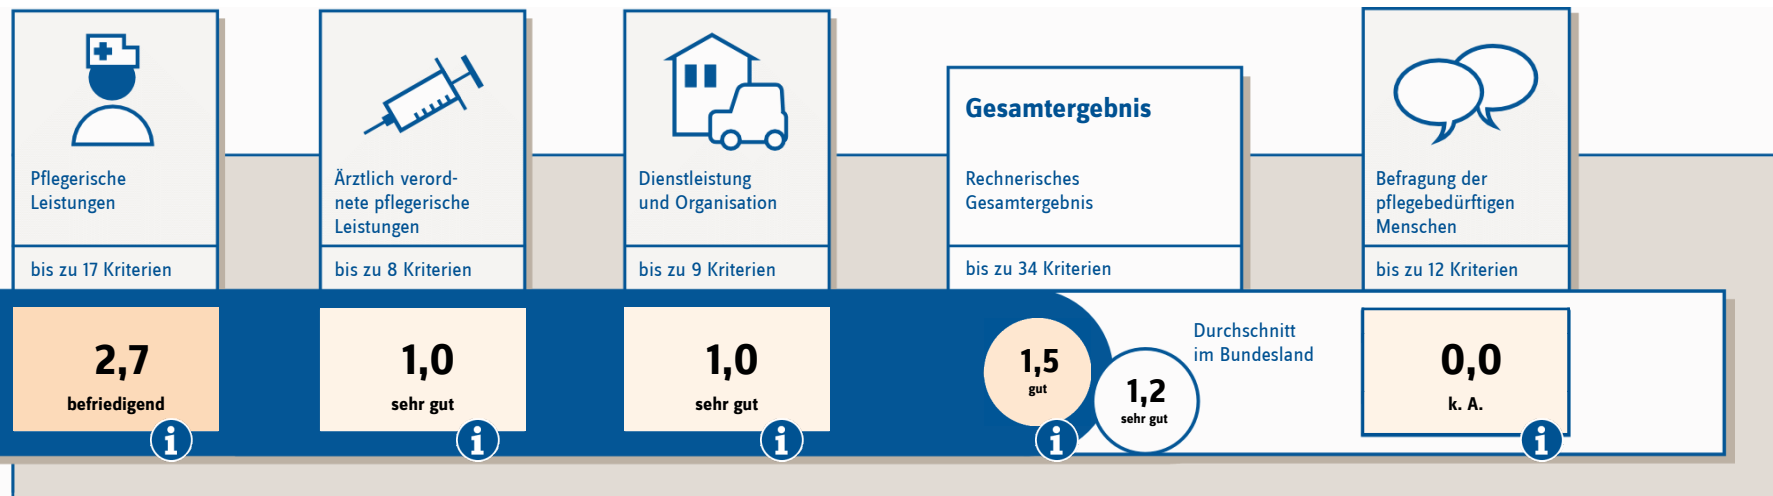 Pflegerische
Leistungen
bis zu 17 Kriterien
2,7
befriedigend
i
Ärztlich verord-
nete pflegerische
Leistungen
bis zu 8 Kriterien
1,0
sehr gut
i
Dienstleistung
und Organisation
bis zu 9 Kriterien
1,0
sehr gut
i
Gesamtergebnis
Rechnerisches
Gesamtergebnis
bis zu 34 Kriterien
1,5
gut
i
1,2
sehr gut
Durchschnitt
im Bundesland
Befragung der
pflegebedürftigen
Menschen
bis zu 12 Kriterien
0,0
k. A.
i